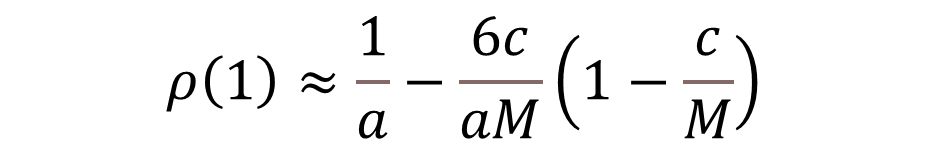 ρ(1) ≈ 1/a − 6c/aM (1 − c/M)